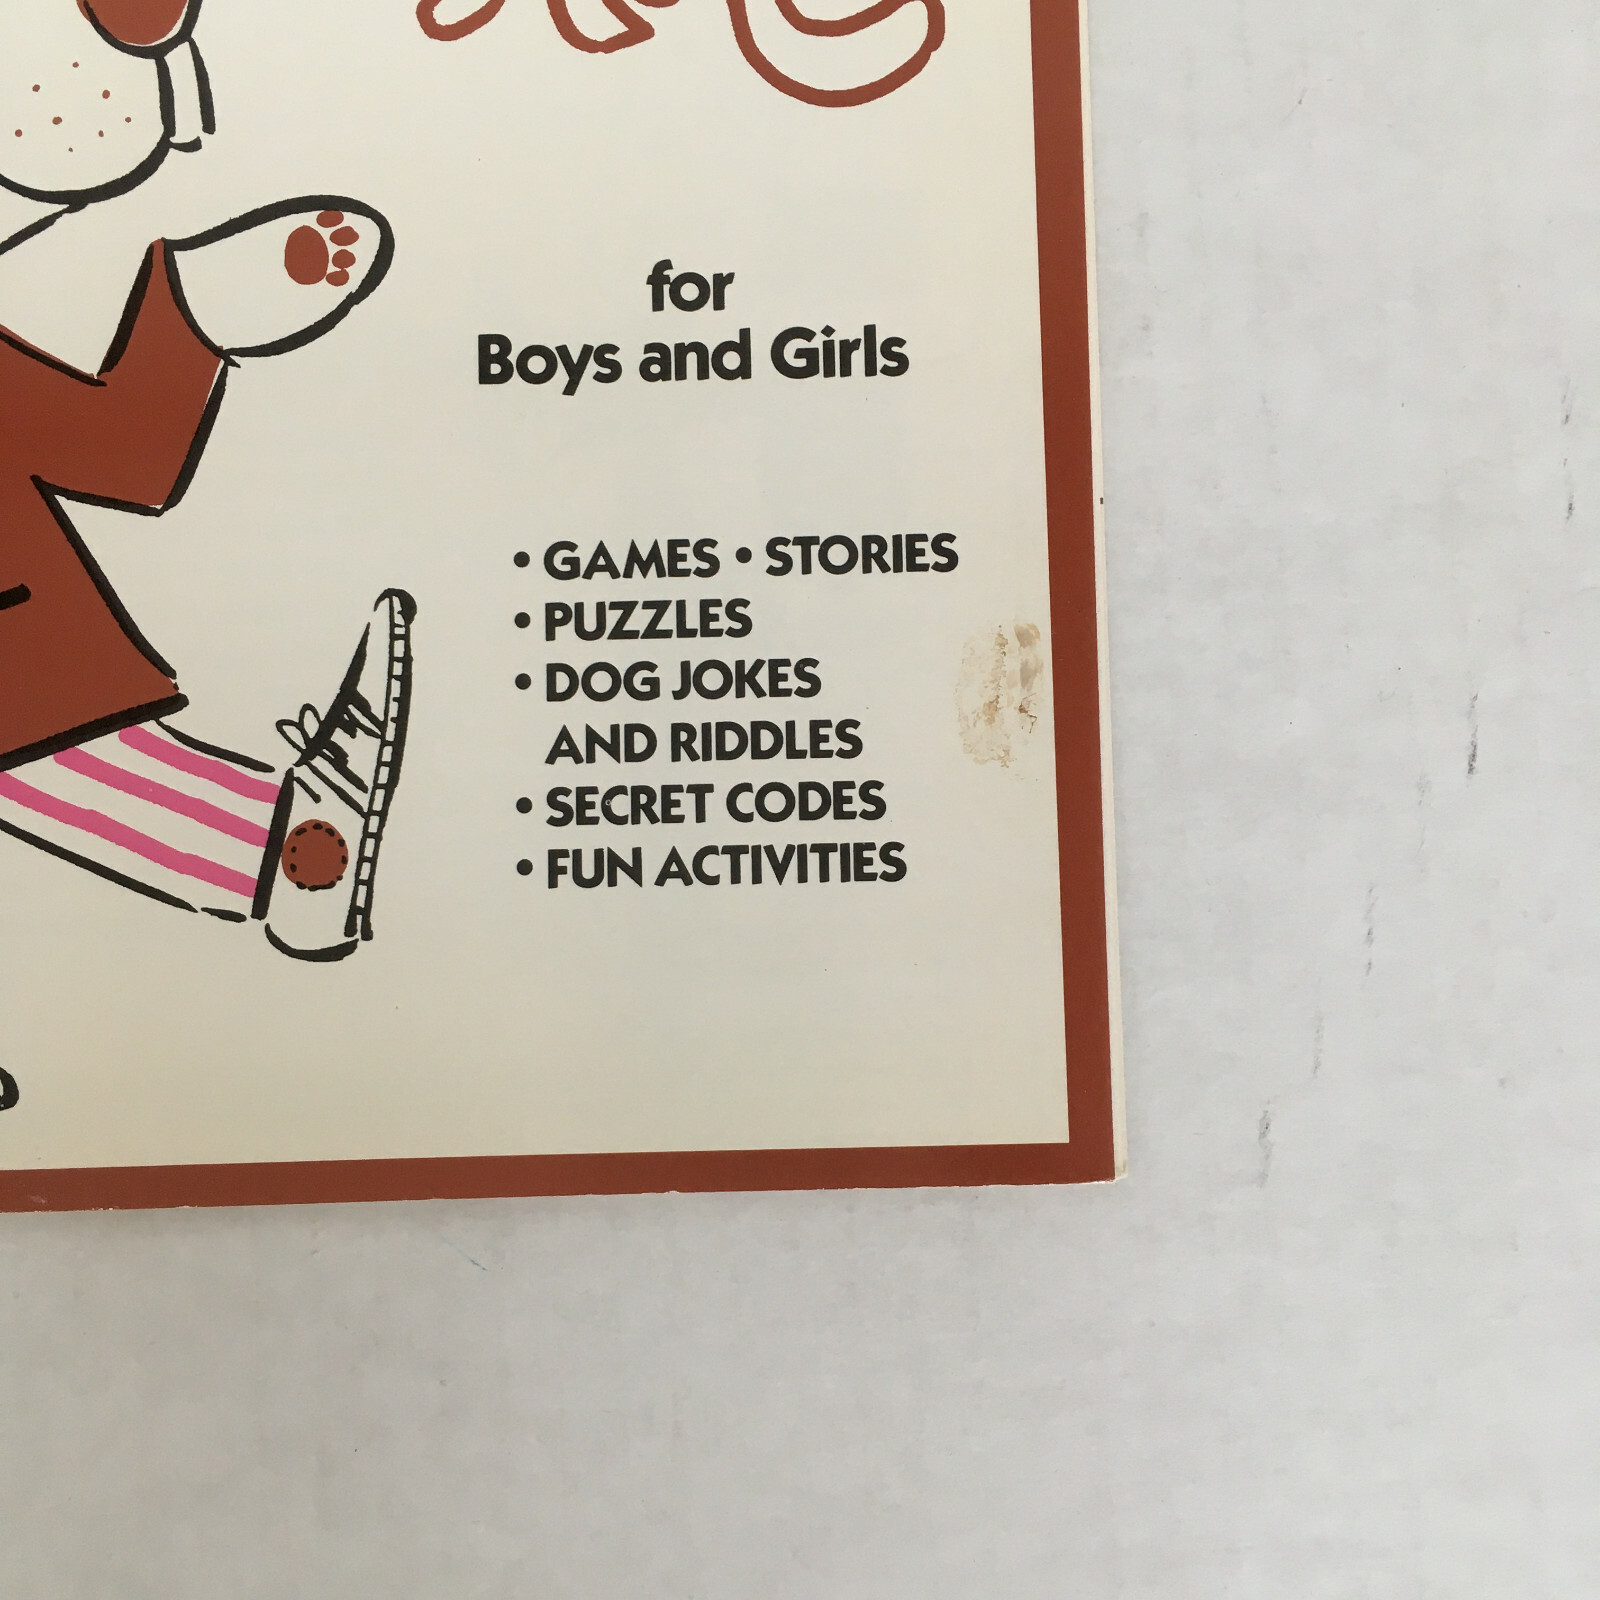 for
Boys and Girls
• GAMES • STORIES
• PUZZLES
• DOG JOKES
AND RIDDLES
• SECRET CODES
• FUN ACTIVITIES